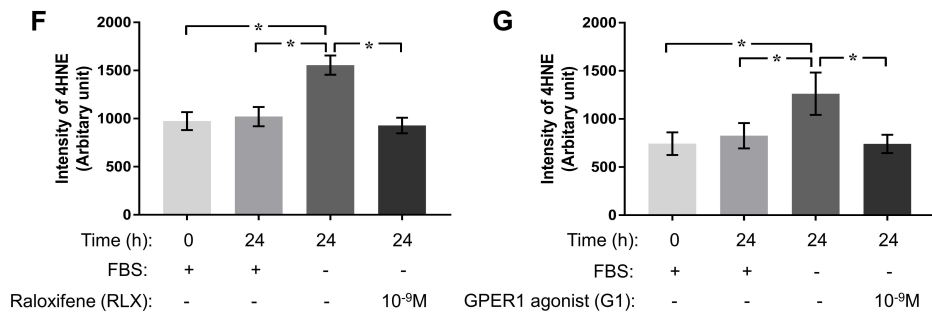 F
2000
1500
1000
500
0
Intensity of 4HNE
(Arbitary unit)
* * *
Time (h): 0 24 24 24
FBS: + + - -
Raloxifene (RLX): - - - 10⁻⁹M
G
2000
1500
1000
500
0
Intensity of 4HNE
(Arbitary unit)
* * *
Time (h): 0 24 24 24
FBS: + + - -
GPER1 agonist (G1): - - - 10⁻⁹M